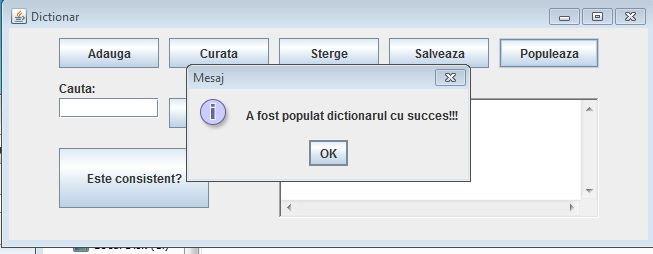 Dictionar
Adauga
Curata
Sterge
Salveaza
Populeaza
Cauta:
Mesaj
A fost populat dictionarul cu succes!!!
OK
Este consistent?